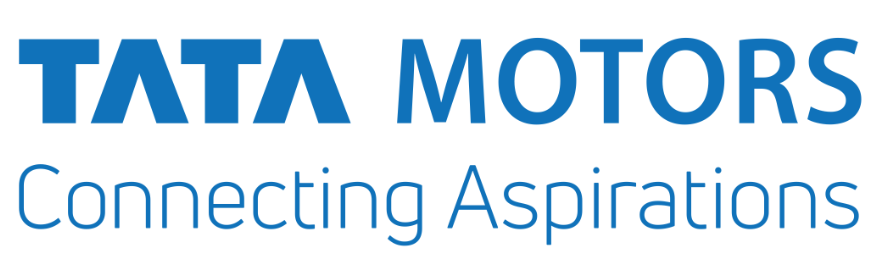 TATA MOTORS
Connecting Aspirations